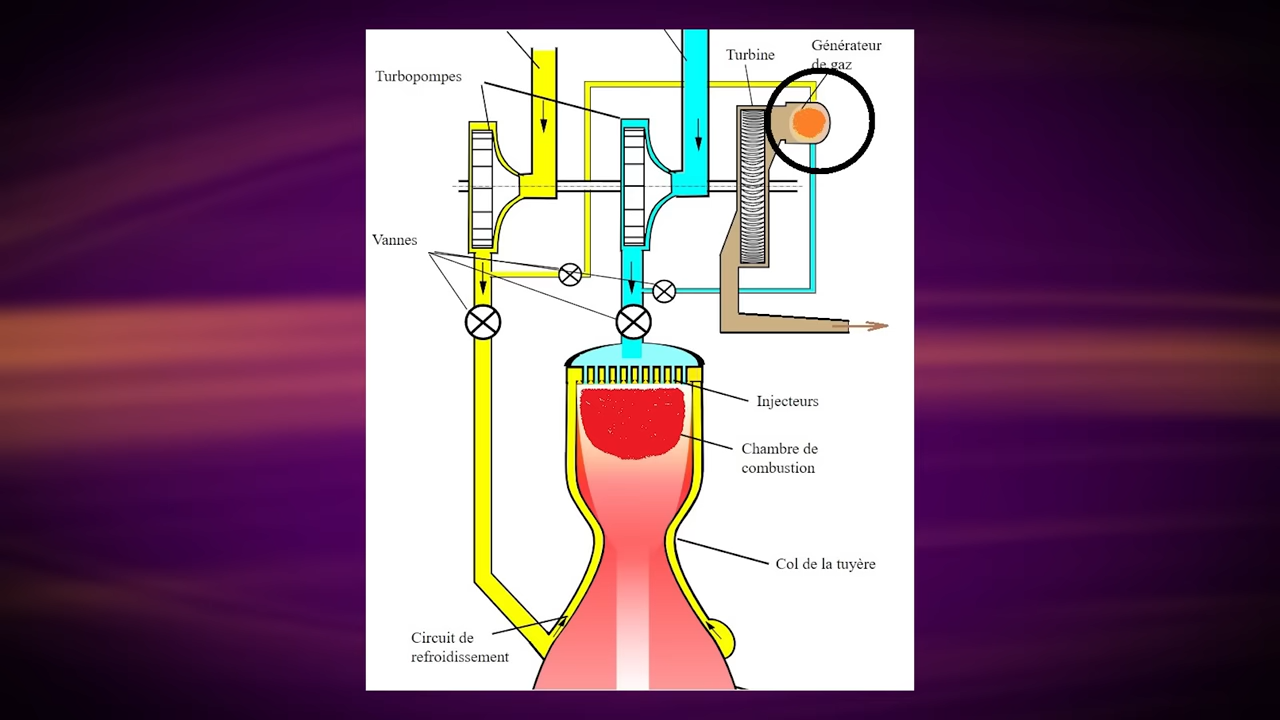 Générateur
de gaz
Turbine
Turbopompes
Vannes
Injecteurs
Chambre de
combustion
Col de la tuyère
Circuit de
refroidissement